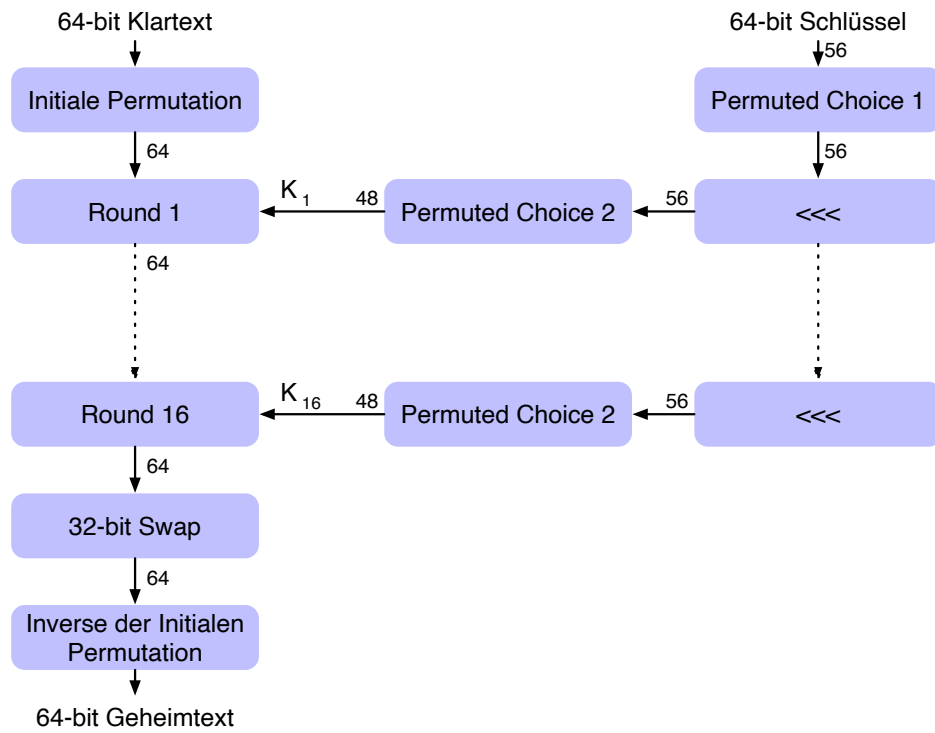 64-bit Klartext
64-bit Schlüssel
56
Initiale Permutation
Permuted Choice 1
64
56
Round 1
K 1
48
Permuted Choice 2
56
<<<
64
Round 16
K 16
48
Permuted Choice 2
56
<<<
64
32-bit Swap
64
Inverse der Initialen
Permutation
64-bit Geheimtext